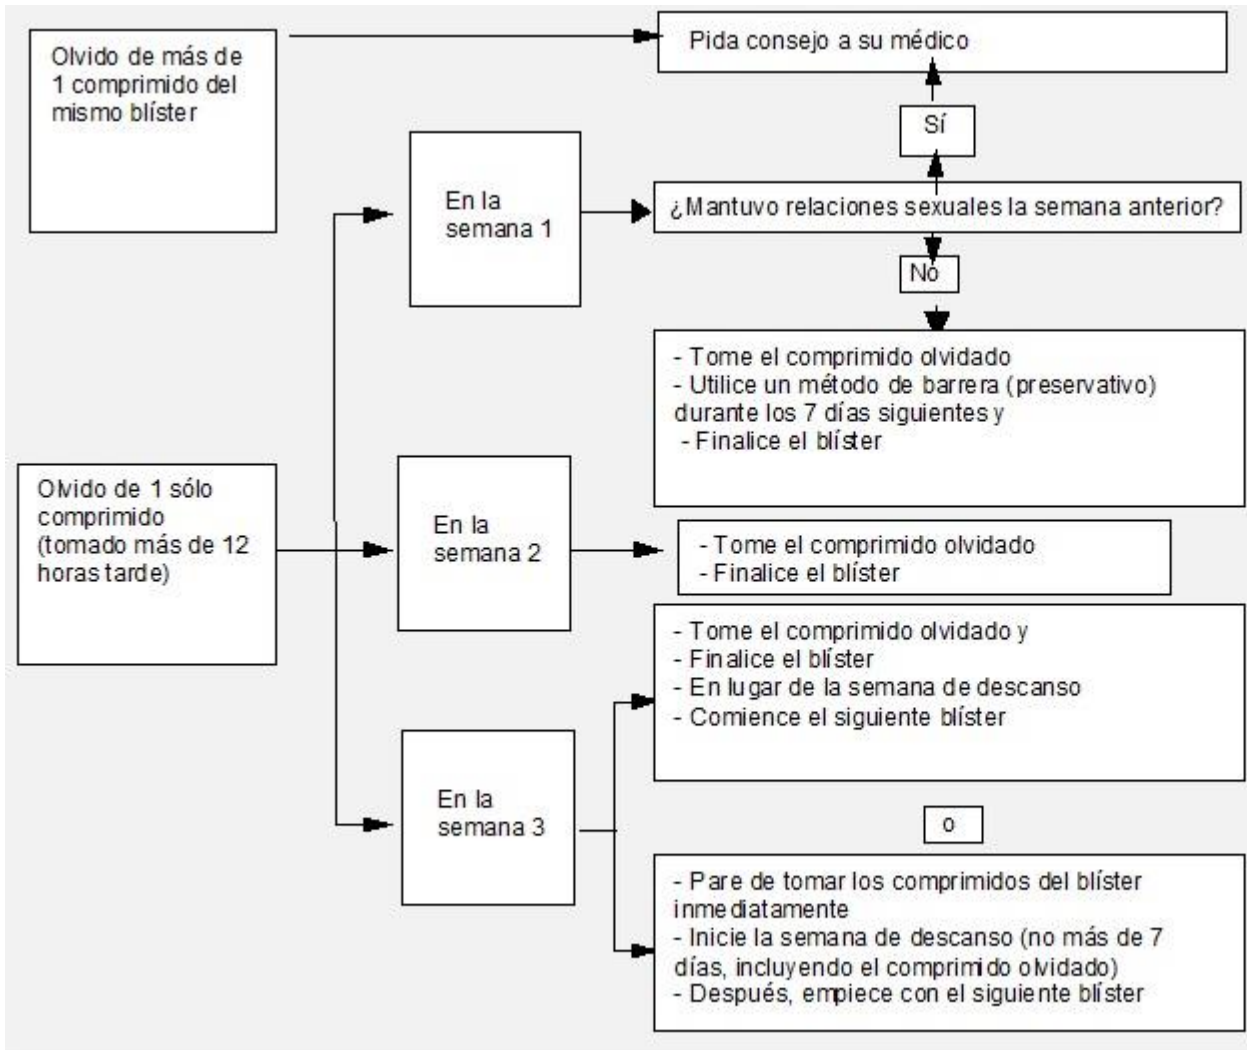 Olvido de más de
1 comprimido del
mismo blíster
Pida consejo a su médico
Sí
En la
semana 1
¿Mantuvo relaciones sexuales la semana anterior?
No
- Tome el comprimido olvidado
- Utilice un método de barrera (preservativo)
durante los 7 días siguientes y
- Finalice el blíster
Olvido de 1 sólo
comprimido
(tomado más de 12
horas tarde)
En la
semana 2
- Tome el comprimido olvidado
- Finalice el blíster
- Tome el comprimido olvidado y
- Finalice el blíster
- En lugar de la semana de descanso
- Comience el siguiente blíster
En la
semana 3
o
- Pare de tomar los comprimidos del blíster
inmediatamente
- Inicie la semana de descanso (no más de 7
días, incluyendo el comprimido olvidado)
- Después, empiece con el siguiente blíster